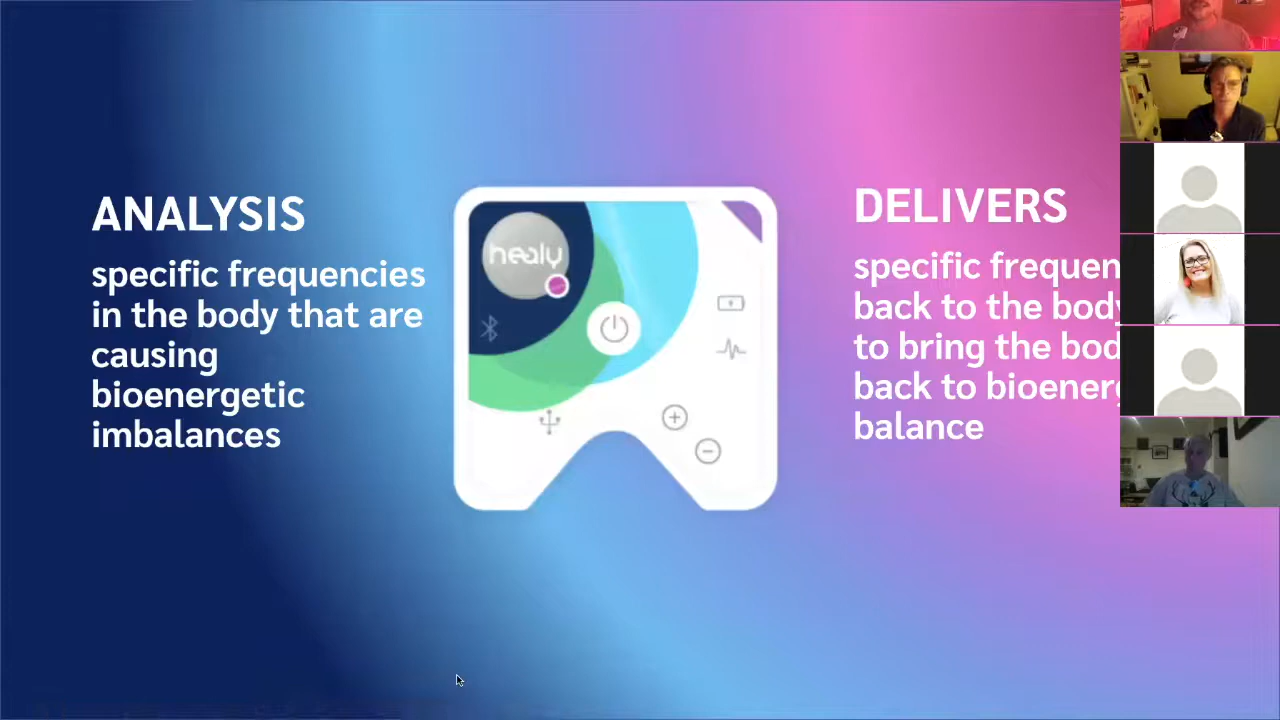 ANALYSIS
specific frequencies
in the body that are
causing
bioenergetic
imbalances
healy
DELIVERS
specific frequen
back to the body
to bring the bod
back to bioener
balance